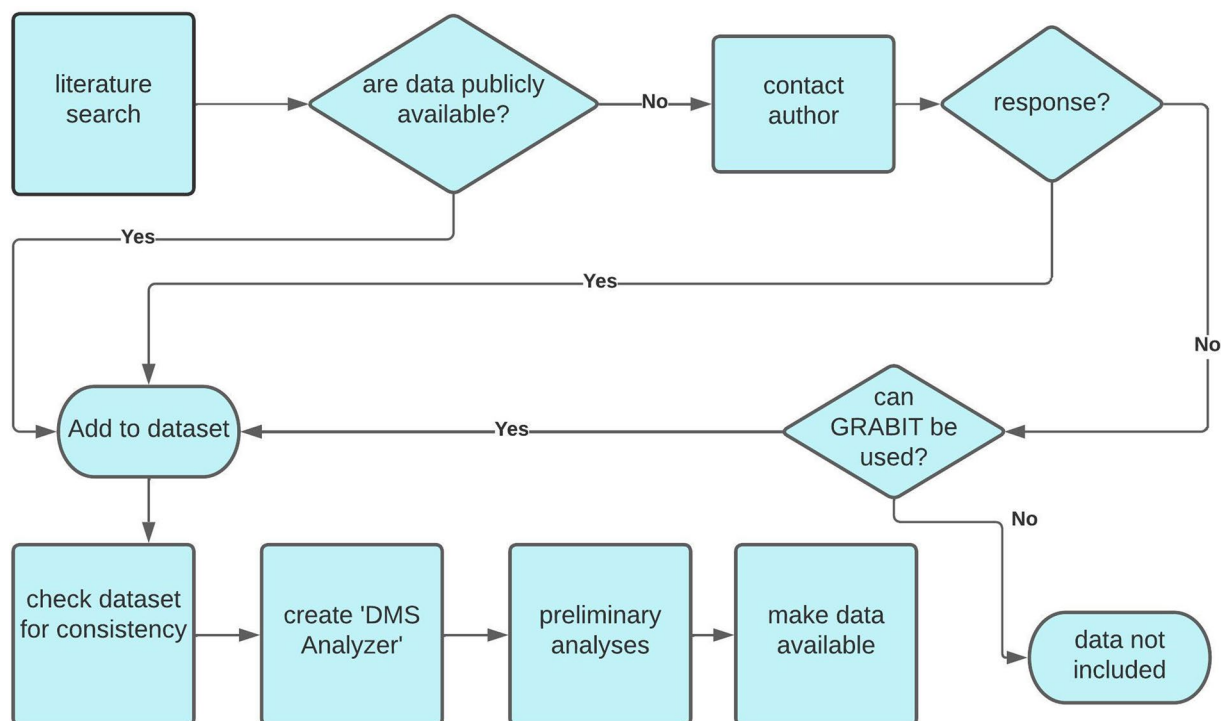 literature
search
are data publicly
available?
No
contact
author
response?
Yes
Yes
No
Add to dataset
Yes
can
GRABIT be
used?
No
check dataset
for consistency
create 'DMS
Analyzer'
preliminary
analyses
make data
available
data not
included